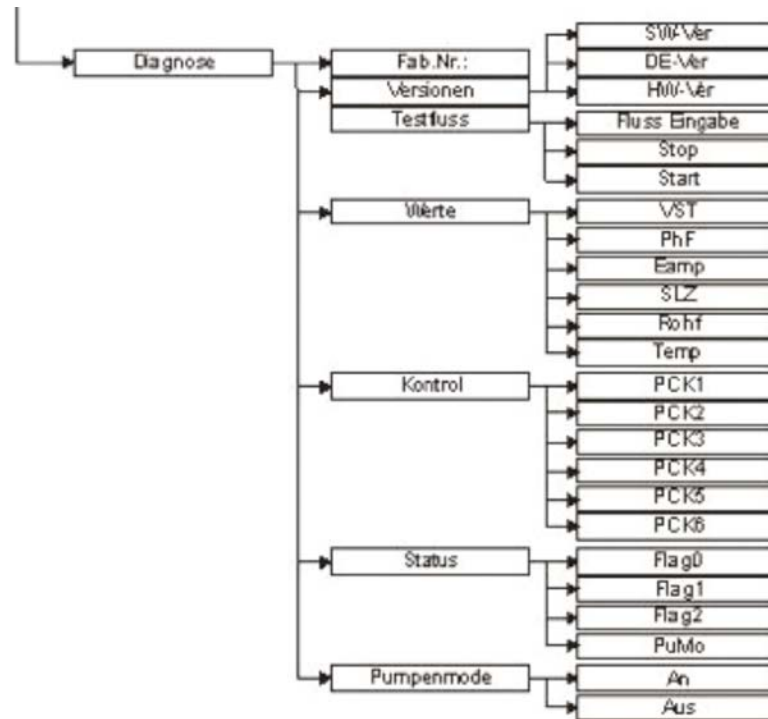 Diagnose
Fab.Nr.:
Versionen
SW-Ver
DE-Ver
HW-Ver
Testfluss
Fluss Eingabe
Stop
Start
Werte
VST
PhF
Eamp
SLZ
Rohf
Temp
Kontrol
PCK1
PCK2
PCK3
PCK4
PCK5
PCK6
Status
Flag0
Flag1
Flag2
PuMo
Pumpenmode
An
Aus